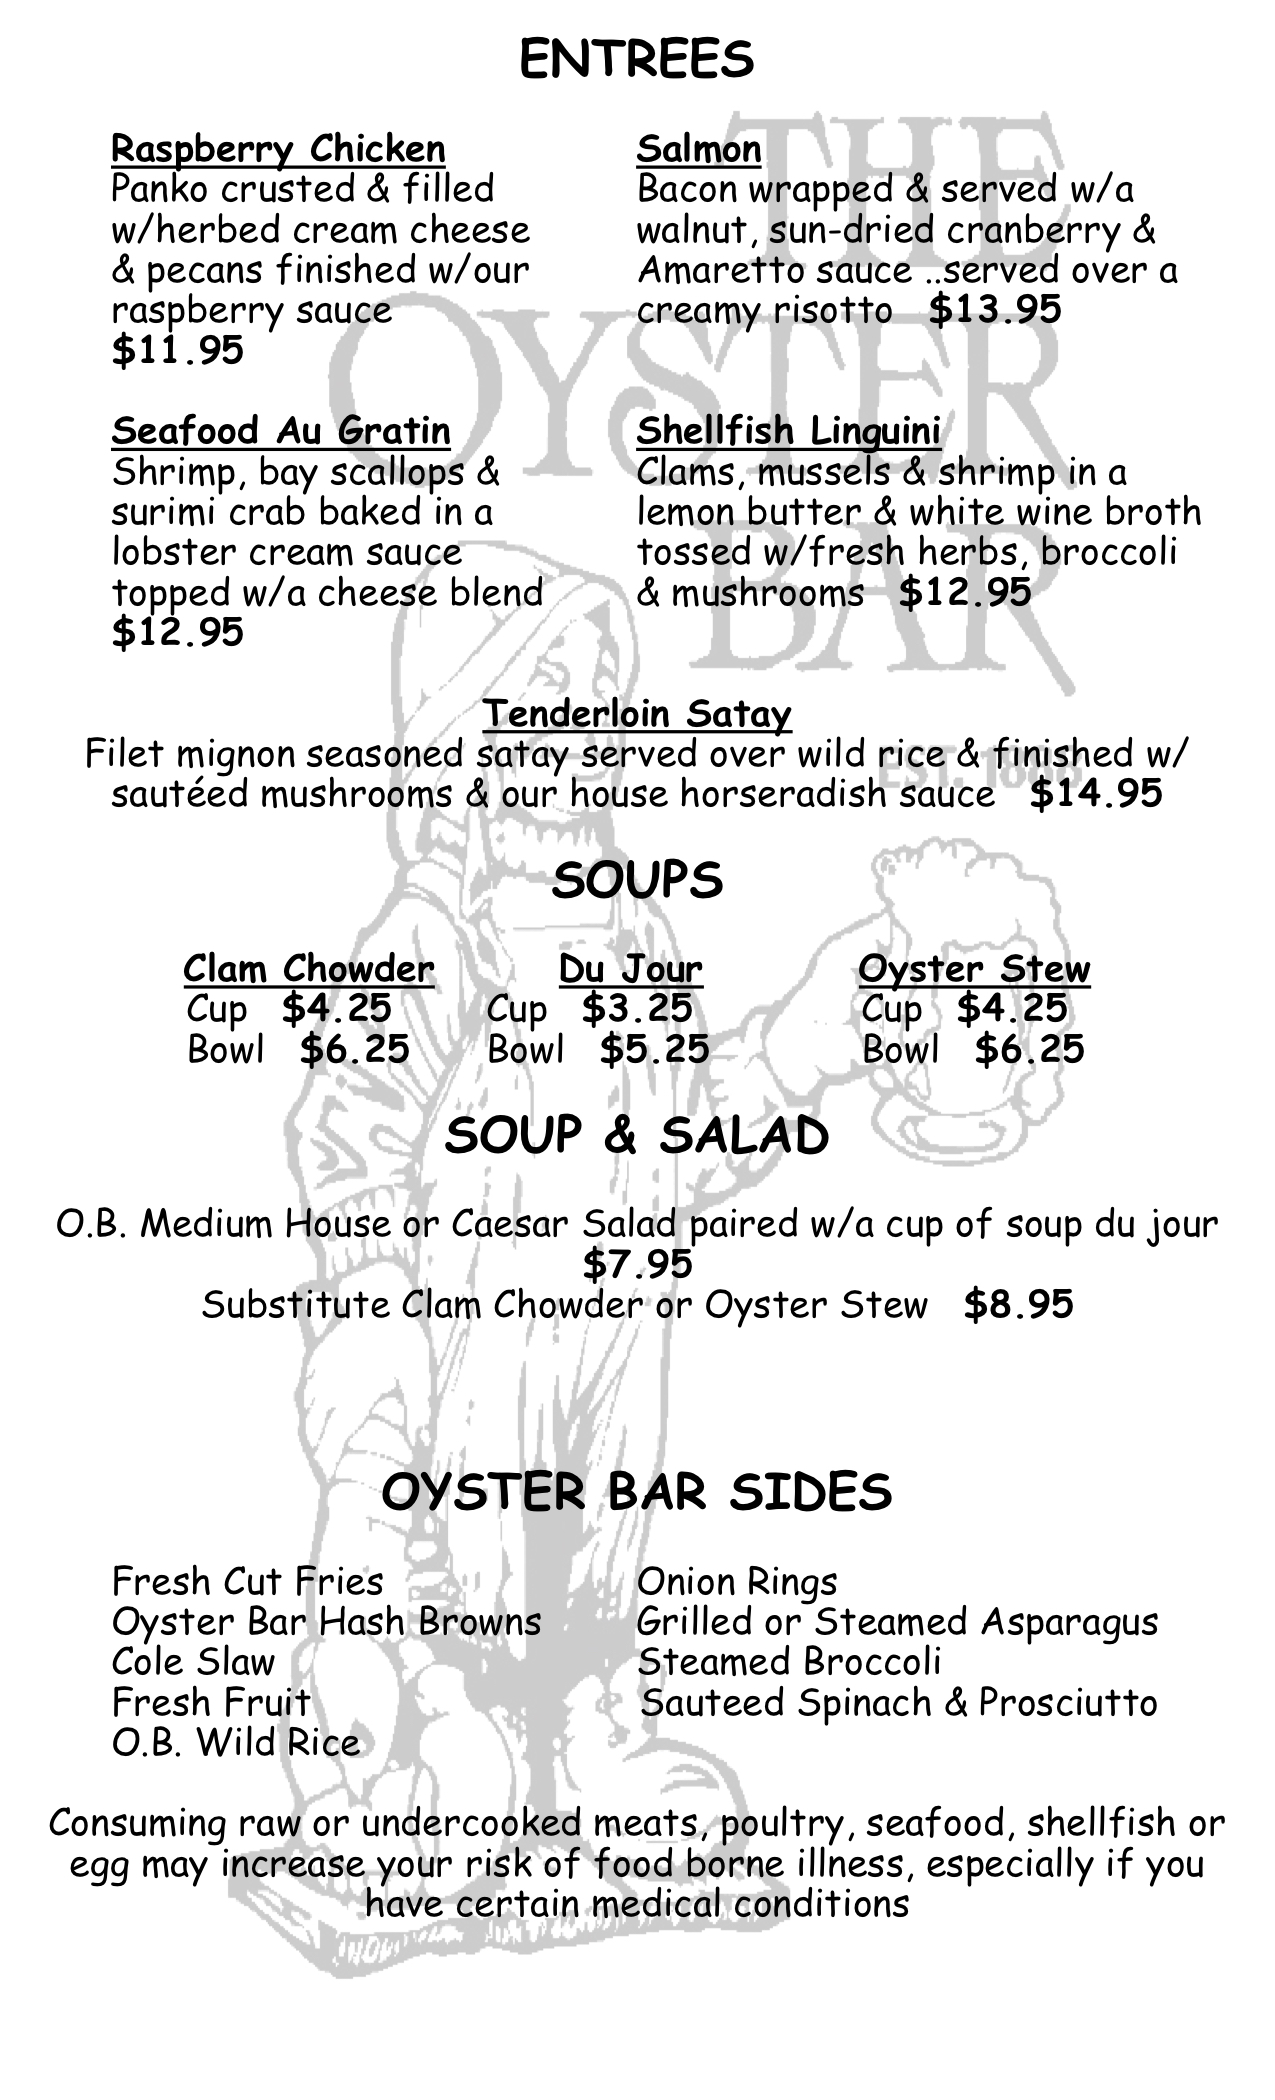 ENTREES
Raspberry Chicken
Panko crusted & filled
w/herbed cream cheese
& pecans finished w/our
raspberry sauce
$11.95
Salmon
Bacon wrapped & served w/a
walnut, sun-dried cranberry &
Amaretto sauce ..served over a
creamy risotto $13.95
Seafood Au Gratin
Shrimp, bay scallops &
surimi crab baked in a
lobster cream sauce
topped w/a cheese blend
$12.95
Shellfish Linguini
Clams, mussels & shrimp in a
lemon butter & white wine broth
tossed w/fresh herbs, broccoli
& mushrooms $12.95
Tenderloin Satay
Filet mignon seasoned satay served over wild rice & finished w/
sautéed mushrooms & our house horseradish sauce $14.95
SOUPS
Clam Chowder
Cup $4.25
Bowl $6.25
Du Jour
Cup $3.25
Bowl $5.25
Oyster Stew
Cup $4.25
Bowl $6.25
SOUP & SALAD
O.B. Medium House or Caesar Salad paired w/a cup of soup du jour
$7.95
Substitute Clam Chowder or Oyster Stew $8.95
OYSTER BAR SIDES
Fresh Cut Fries
Oyster Bar Hash Browns
Cole Slaw
Fresh Fruit
O.B. Wild Rice
Onion Rings
Grilled or Steamed Asparagus
Steamed Broccoli
Sauteed Spinach & Prosciutto
Consuming raw or undercooked meats, poultry, seafood, shellfish or
egg may increase your risk of food borne illness, especially if you
have certain medical conditions
THE
OYSTER
BAR
EST.